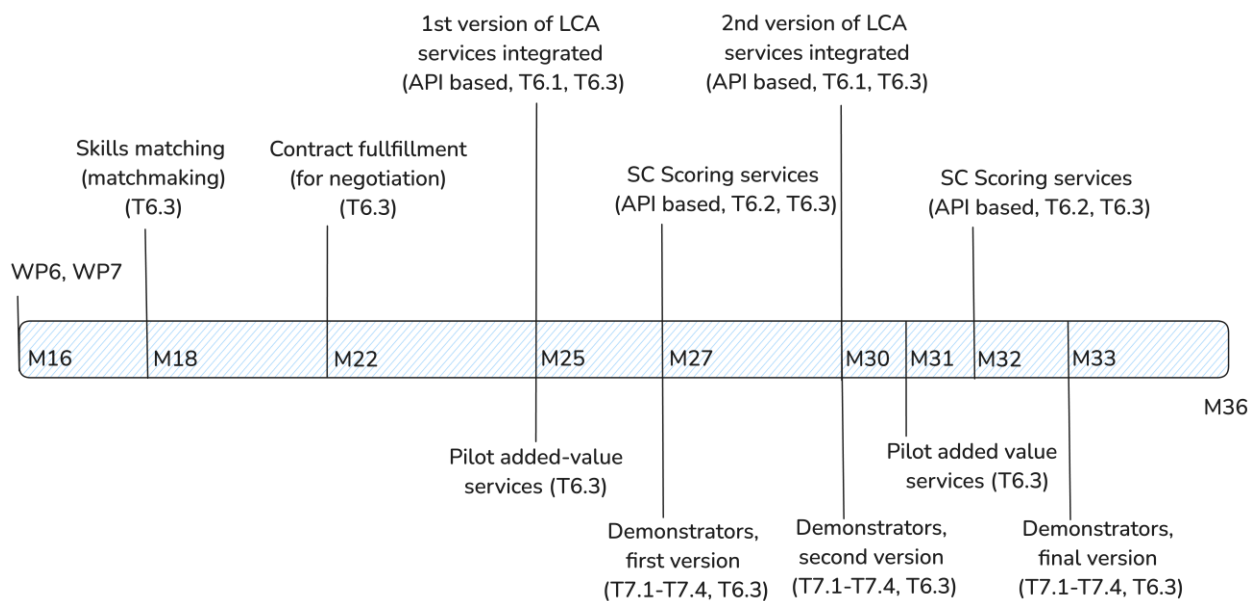 1st version of LCA
services integrated
(API based, T6.1, T6.3)
2nd version of LCA
services integrated
(API based, T6.1, T6.3)
Skills matching
(matchmaking)
(T6.3)
Contract fullfillment
(for negotiation)
(T6.3)
SC Scoring services
(API based, T6.2, T6.3)
SC Scoring services
(API based, T6.2, T6.3)
WP6, WP7
M16
M18
M22
M25
M27
M30
M31
M32
M33
M36
Pilot added-value
services (T6.3)
Pilot added value
services (T6.3)
Demonstrators,
first version
(T7.1-T7.4, T6.3)
Demonstrators,
second version
(T7.1-T7.4, T6.3)
Demonstrators,
final version
(T7.1-T7.4, T6.3)